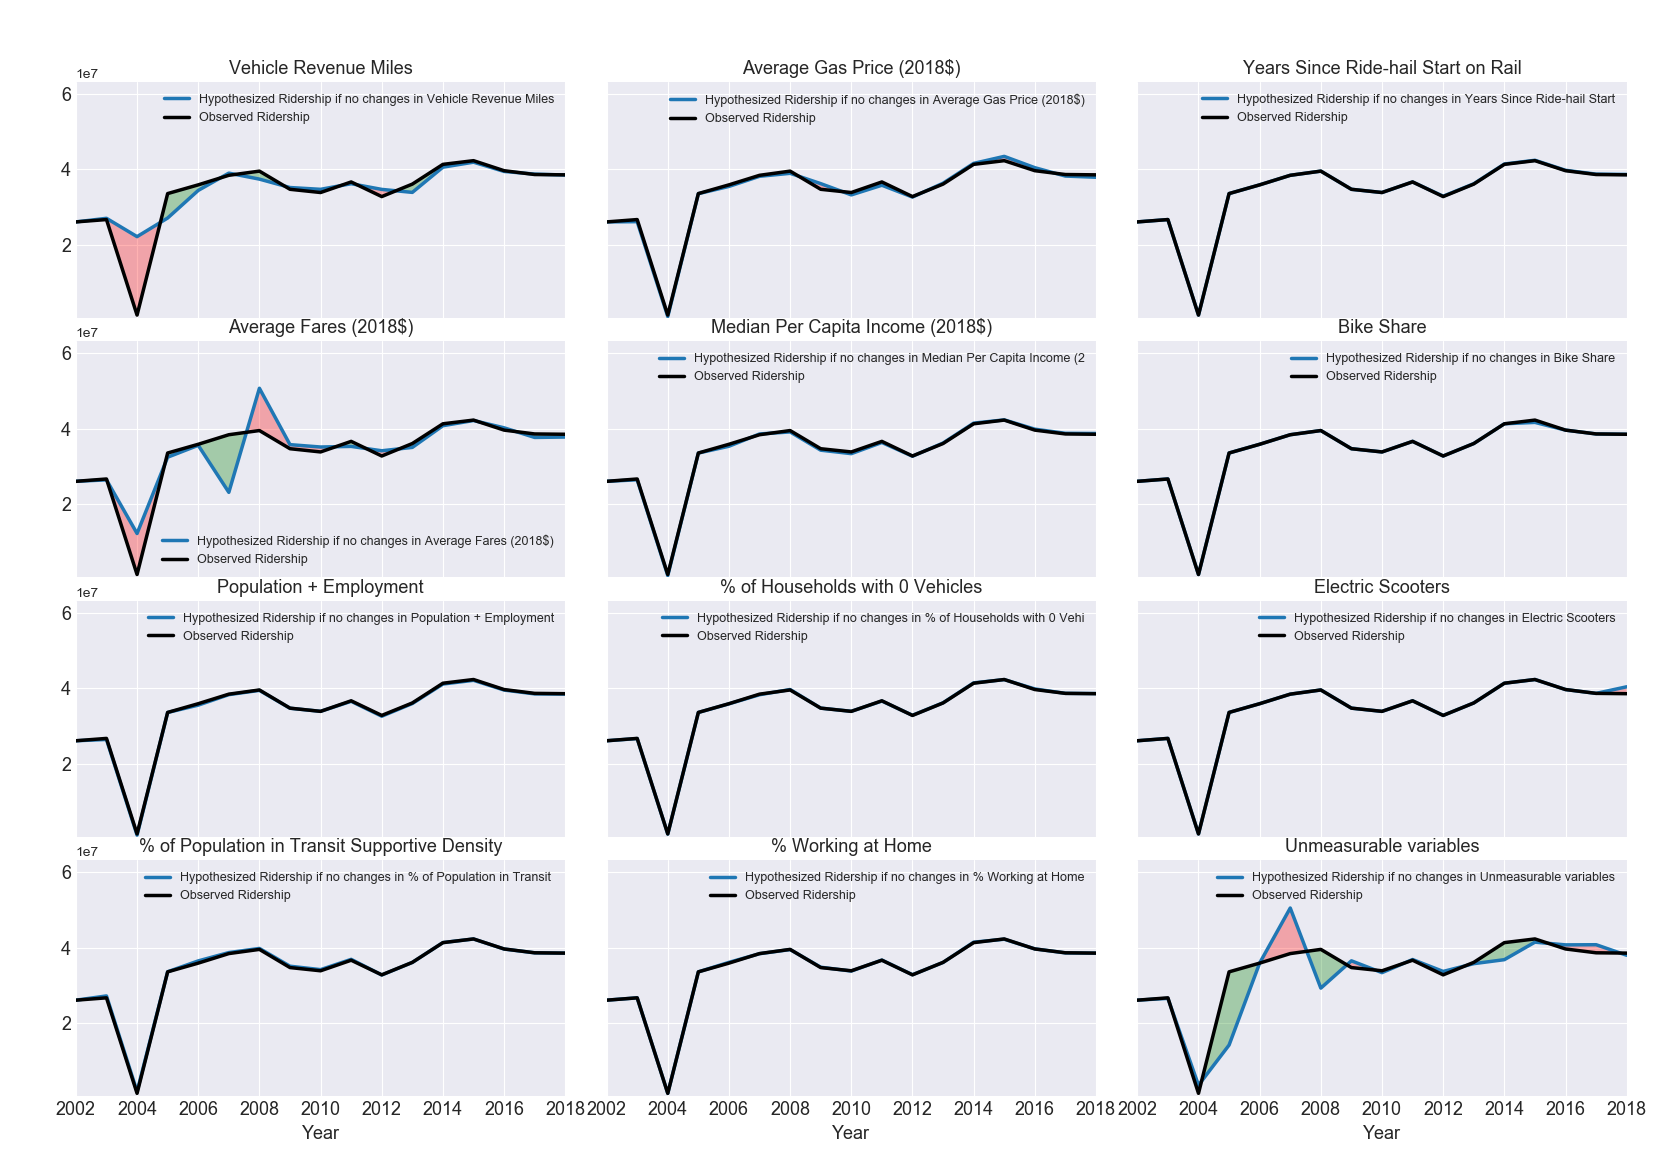 Vehicle Revenue Miles
1e7
6
4
2
Hypothesized Ridership if no changes in Vehicle Revenue Miles
Observed Ridership
Average Gas Price (2018$)
Hypothesized Ridership if no changes in Average Gas Price (2018$)
Observed Ridership
Years Since Ride-hail Start on Rail
Hypothesized Ridership if no changes in Years Since Ride-hail Start
Observed Ridership
Average Fares (2018$)
1e7
6
4
2
Hypothesized Ridership if no changes in Average Fares (2018$)
Observed Ridership
Median Per Capita Income (2018$)
Hypothesized Ridership if no changes in Median Per Capita Income (2
Observed Ridership
Bike Share
Hypothesized Ridership if no changes in Bike Share
Observed Ridership
Population + Employment
1e7
6
4
2
Hypothesized Ridership if no changes in Population + Employment
Observed Ridership
% of Households with 0 Vehicles
Hypothesized Ridership if no changes in % of Households with 0 Vehi
Observed Ridership
Electric Scooters
Hypothesized Ridership if no changes in Electric Scooters
Observed Ridership
% of Population in Transit Supportive Density
1e7
6
4
2
Hypothesized Ridership if no changes in % of Population in Transit
Observed Ridership
2002 2004 2006 2008 2010 2012 2014 2016 2018
Year
% Working at Home
Hypothesized Ridership if no changes in % Working at Home
Observed Ridership
2002 2004 2006 2008 2010 2012 2014 2016 2018
Year
Unmeasurable variables
Hypothesized Ridership if no changes in Unmeasurable variables
Observed Ridership
2002 2004 2006 2008 2010 2012 2014 2016 2018
Year